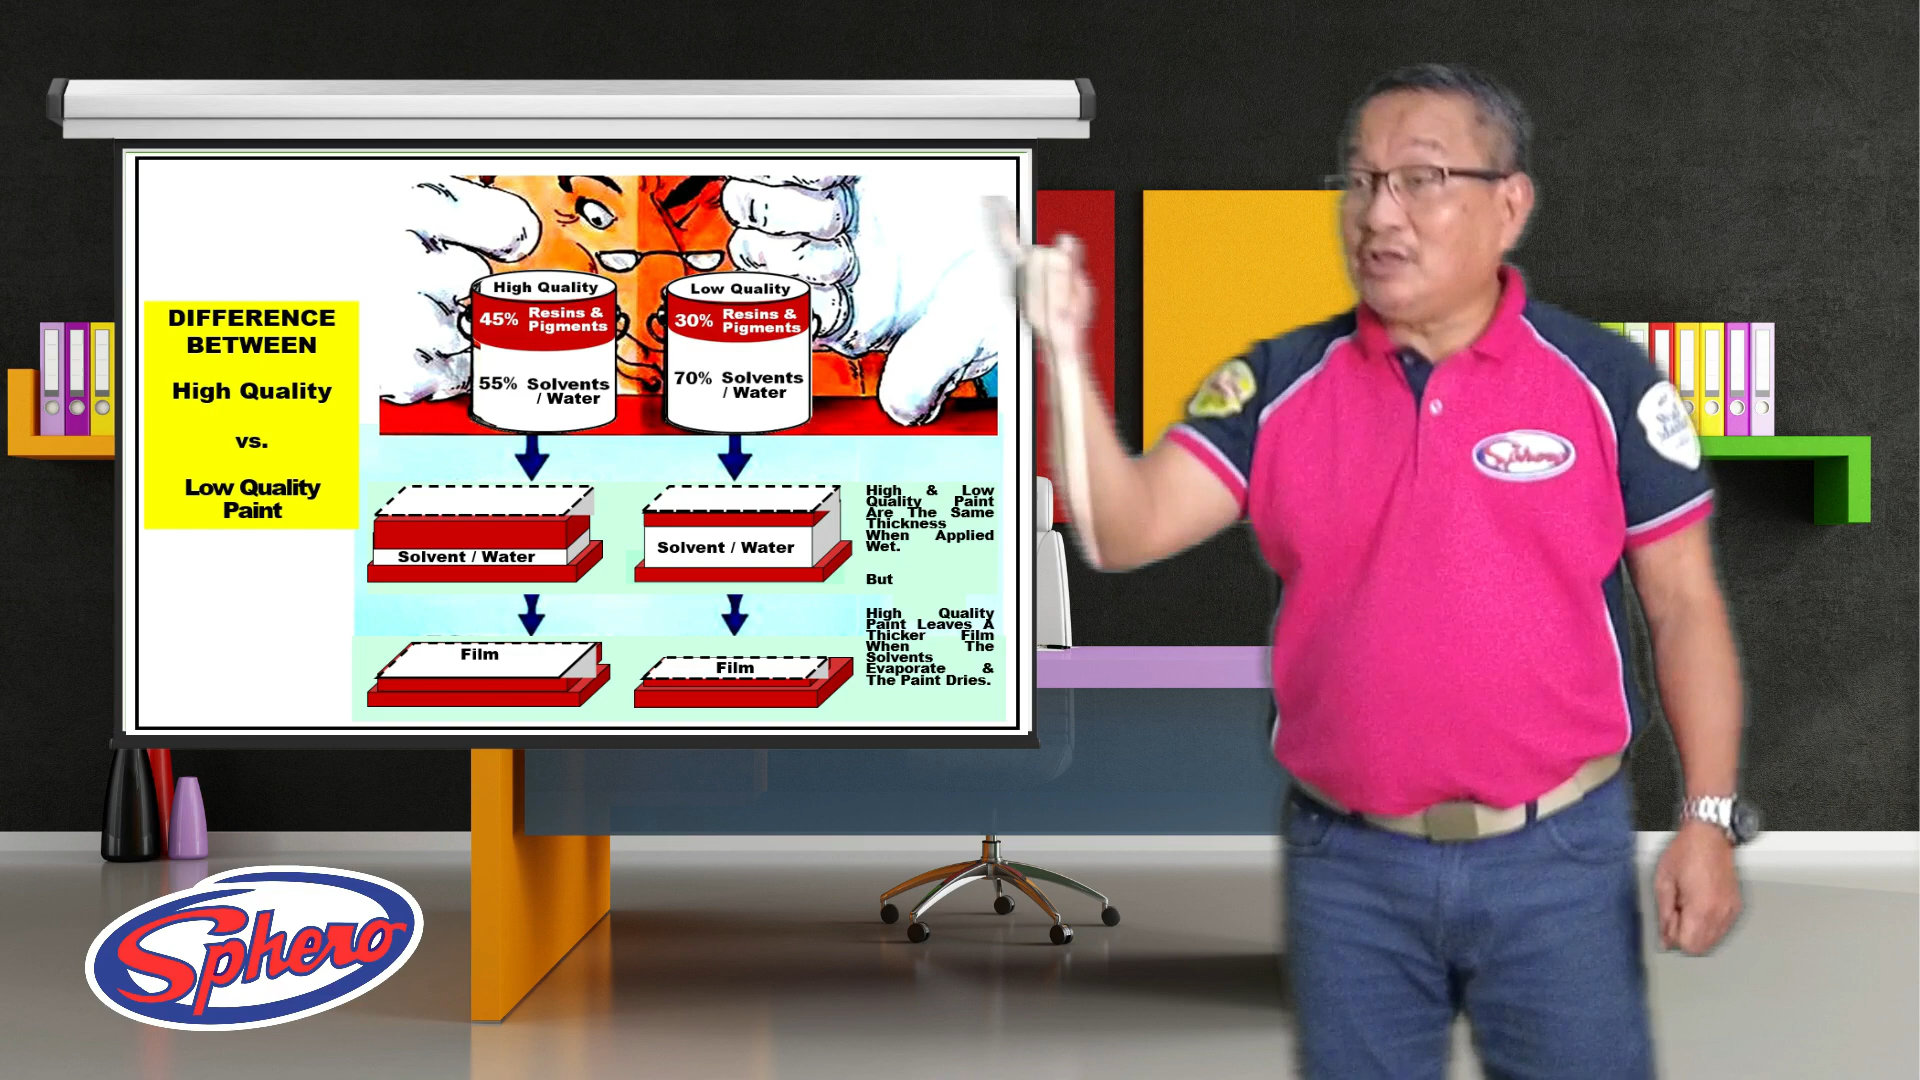 DIFFERENCE
BETWEEN
High Quality
vs.
Low Quality
Paint
High Quality
45% Resins &
Pigments
55% Solvents
/ Water
Low Quality
30% Resins &
Pigments
70% Solvents
/ Water
Solvent / Water
Solvent / Water
Film
Film
High & Low
Quality Paint
Are The Same
Thickness
When Applied
Wet.
But
High Quality
Paint Leaves A
Thicker Film
When The
Solvents
Evaporate &
The Paint Dries.
Sphero
Sphero